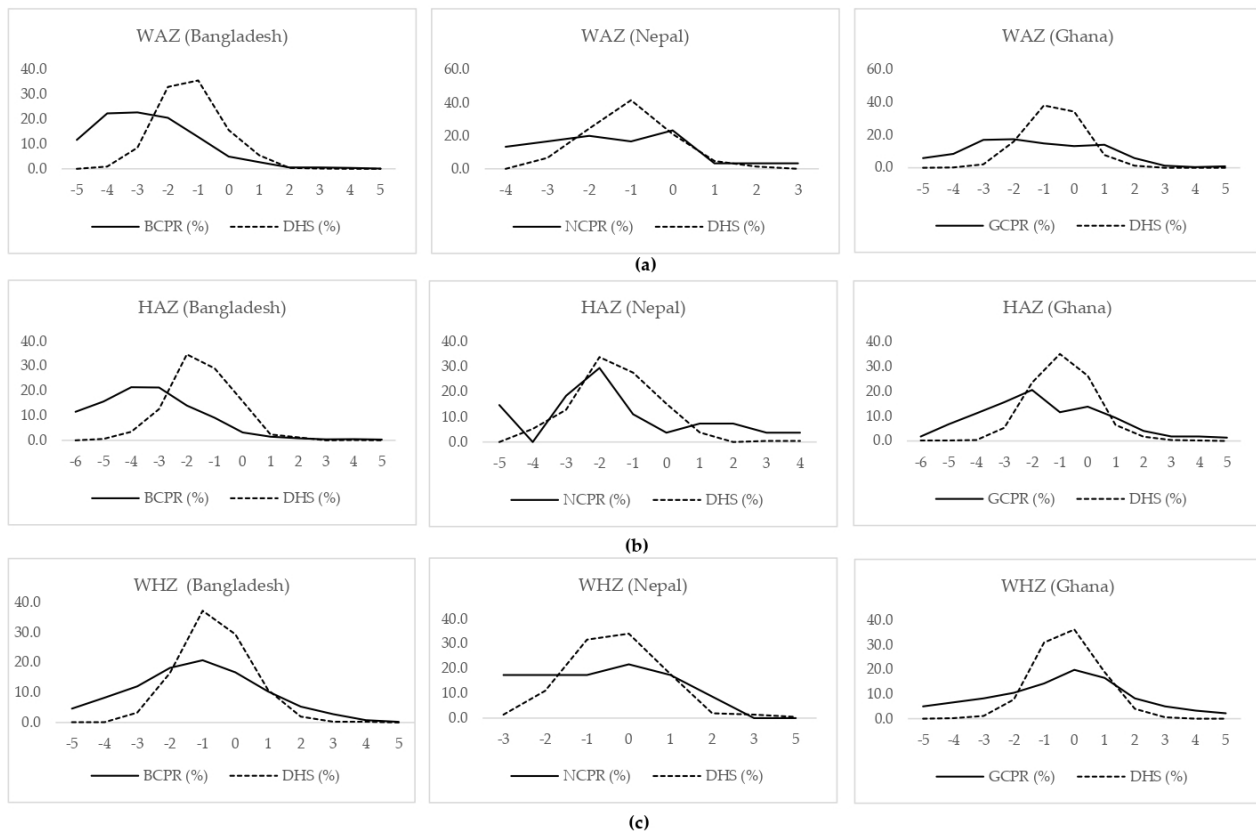 WAZ (Bangladesh)
40.0
30.0
20.0
10.0
0.0
-5 -4 -3 -2 -1 0 1 2 3 4 5
BCPR (%) DHS (%)
WAZ (Nepal)
60.0
40.0
20.0
0.0
-4 -3 -2 -1 0 1 2 3
NCPR (%) DHS (%)
WAZ (Ghana)
60.0
40.0
20.0
0.0
-5 -4 -3 -2 -1 0 1 2 3 4 5
GCPR (%) DHS (%)
(a)
HAZ (Bangladesh)
40.0
30.0
20.0
10.0
0.0
-6 -5 -4 -3 -2 -1 0 1 2 3 4 5
BCPR (%) DHS (%)
HAZ (Nepal)
40.0
30.0
20.0
10.0
0.0
-5 -4 -3 -2 -1 0 1 2 3 4
NCPR (%) DHS (%)
HAZ (Ghana)
40.0
30.0
20.0
10.0
0.0
-6 -5 -4 -3 -2 -1 0 1 2 3 4 5
GCPR (%) DHS (%)
(b)
WHZ (Bangladesh)
40.0
30.0
20.0
10.0
0.0
-5 -4 -3 -2 -1 0 1 2 3 4 5
BCPR (%) DHS (%)
WHZ (Nepal)
40.0
30.0
20.0
10.0
0.0
-3 -2 -1 0 1 2 3 5
NCPR (%) DHS (%)
WHZ (Ghana)
40.0
30.0
20.0
10.0
0.0
-5 -4 -3 -2 -1 0 1 2 3 4 5
GCPR (%) DHS (%)
(c)